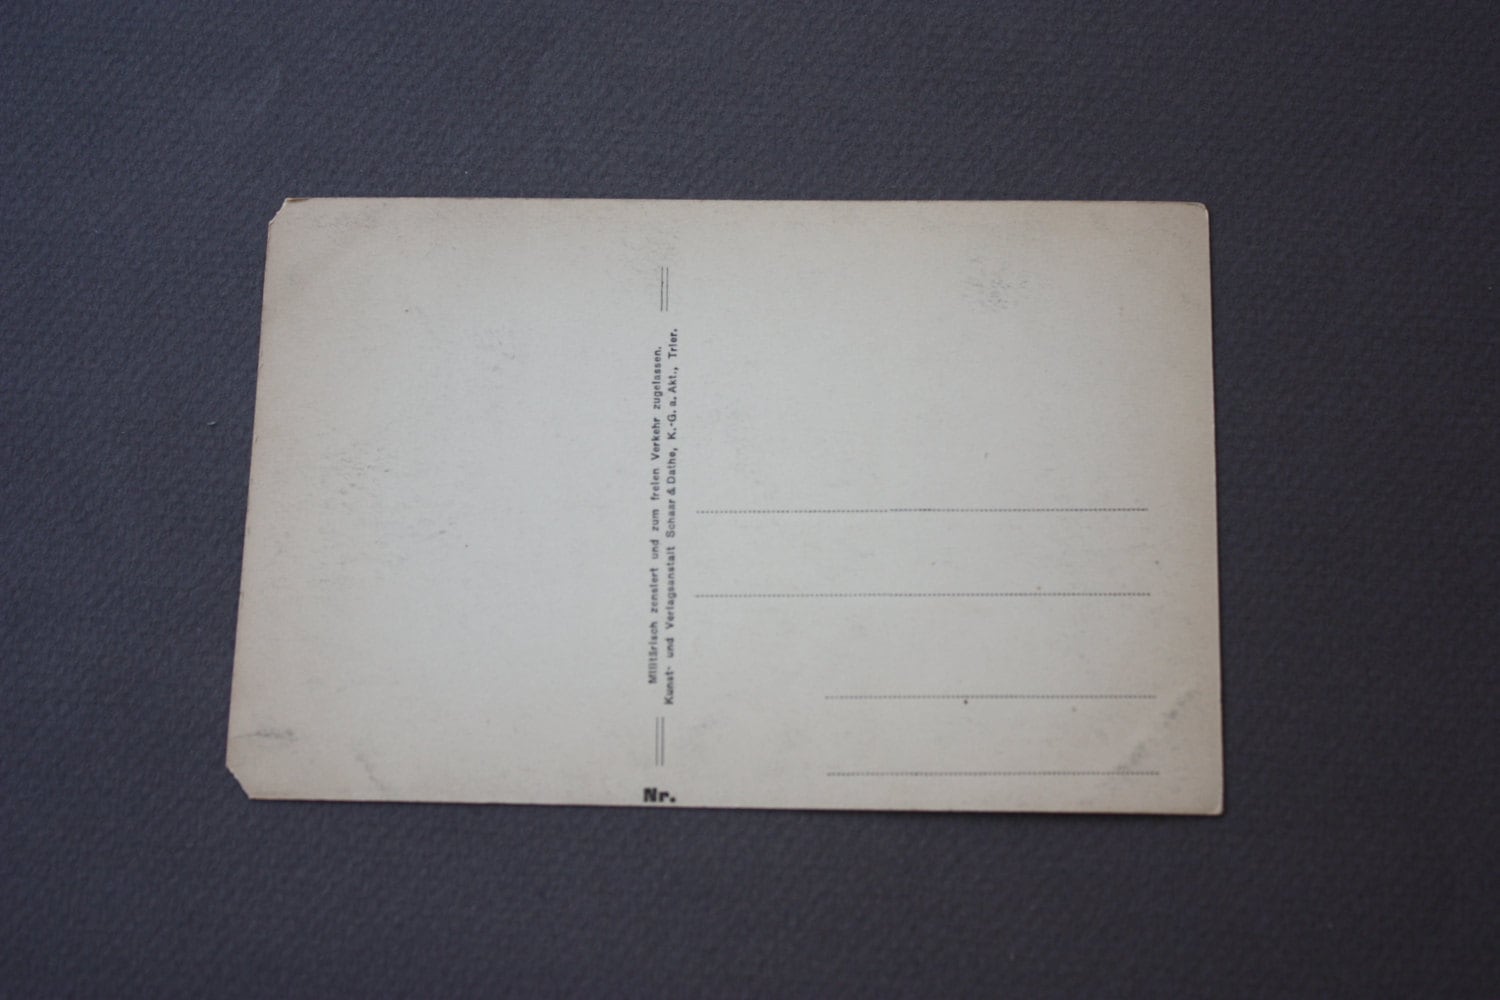 Militärisch zensiert und zum freien Verkehr zugelassen.
Kunst- und Verlagsanstalt Schaar & Dathe, K.-G. a. Akt., Trier.
Nr.